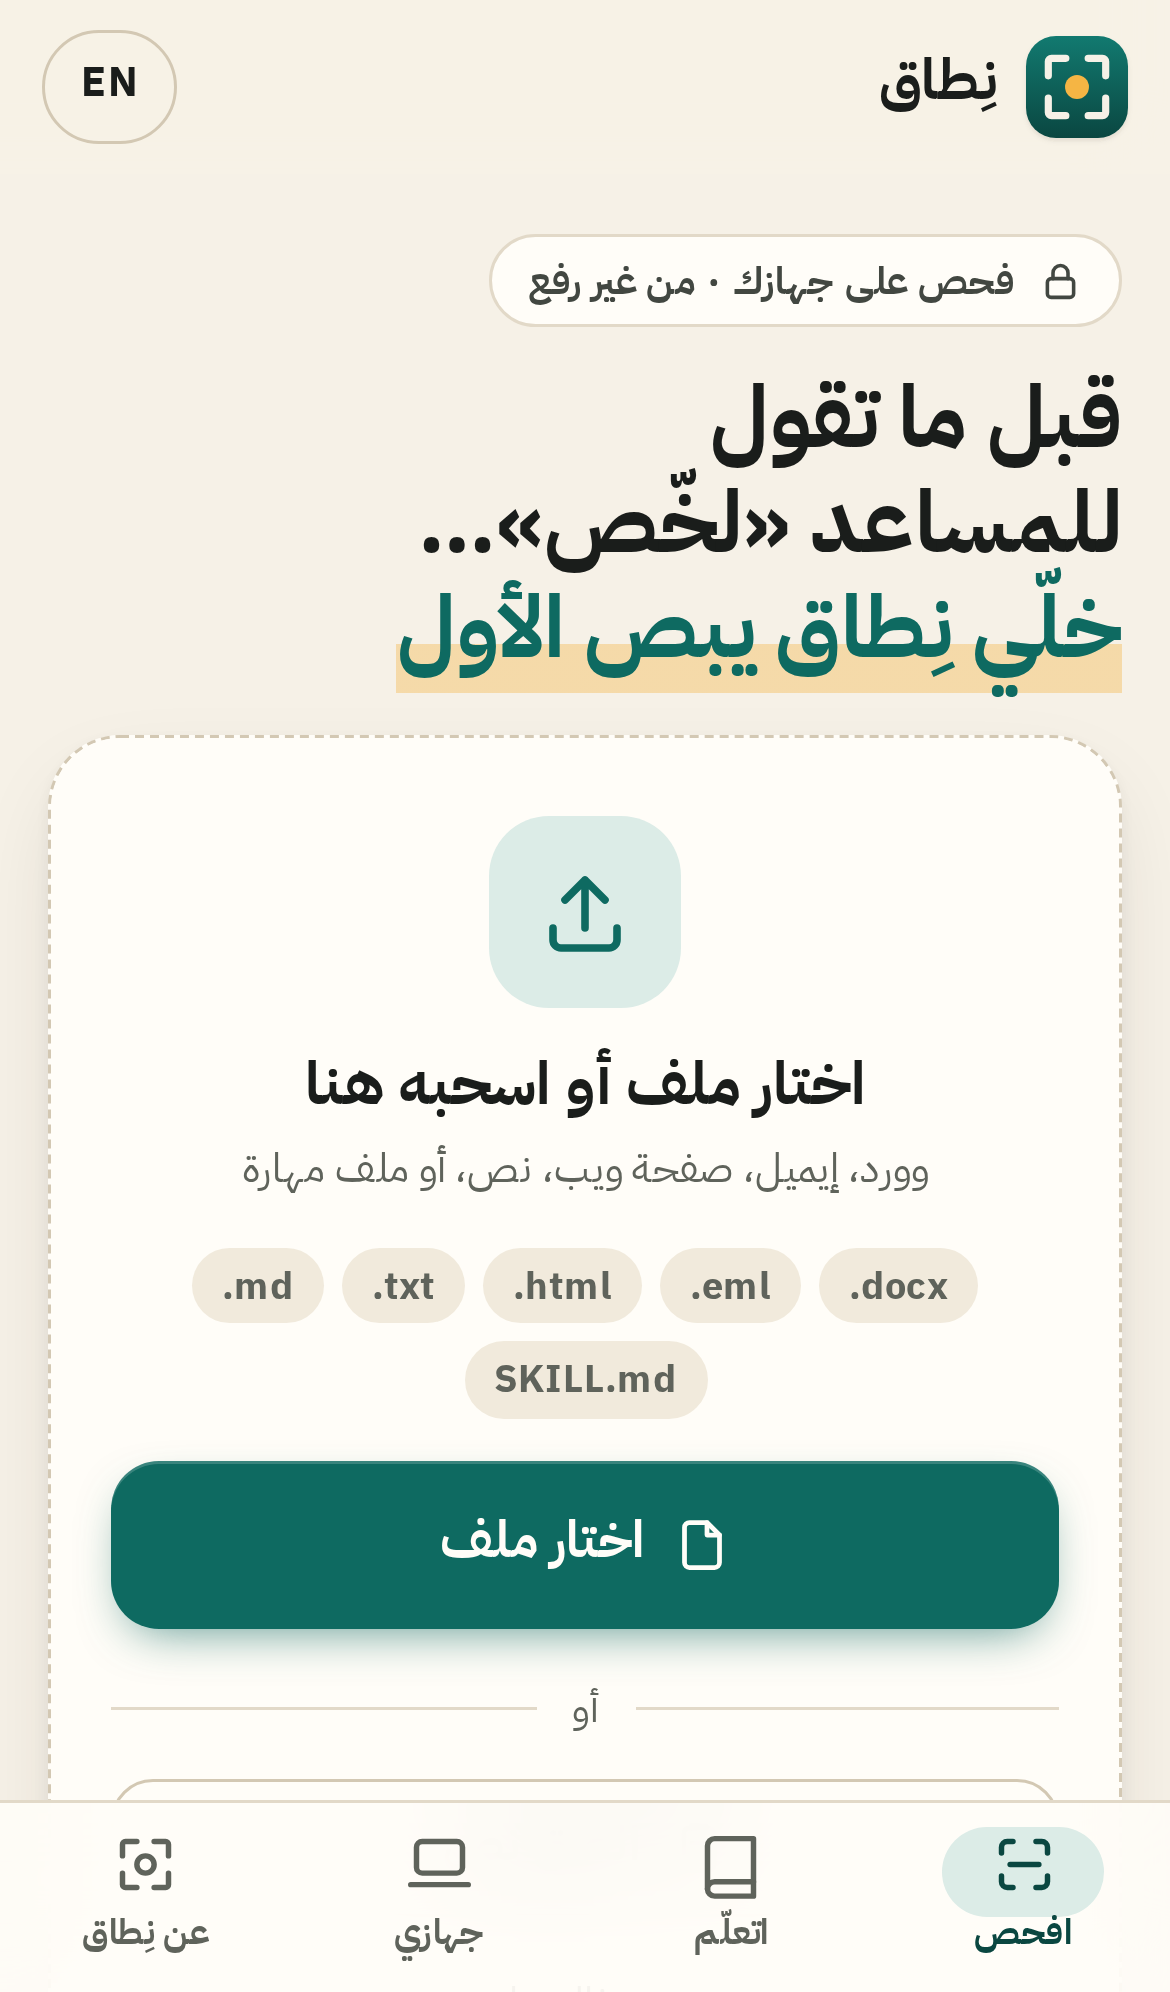 نِطاق
EN
فحص على جهازك · من غير رفع
قبل ما تقول
للمساعد «لخّص»...
خلّي نِطاق يبص الأول
اختار ملف أو اسحبه هنا
وورد، إيميل، صفحة ويب، نص، أو ملف مهارة
.docx .eml .html .txt .md
SKILL.md
اختار ملف
أو
افحص
اتعلّم
جهازي
عن نِطاق